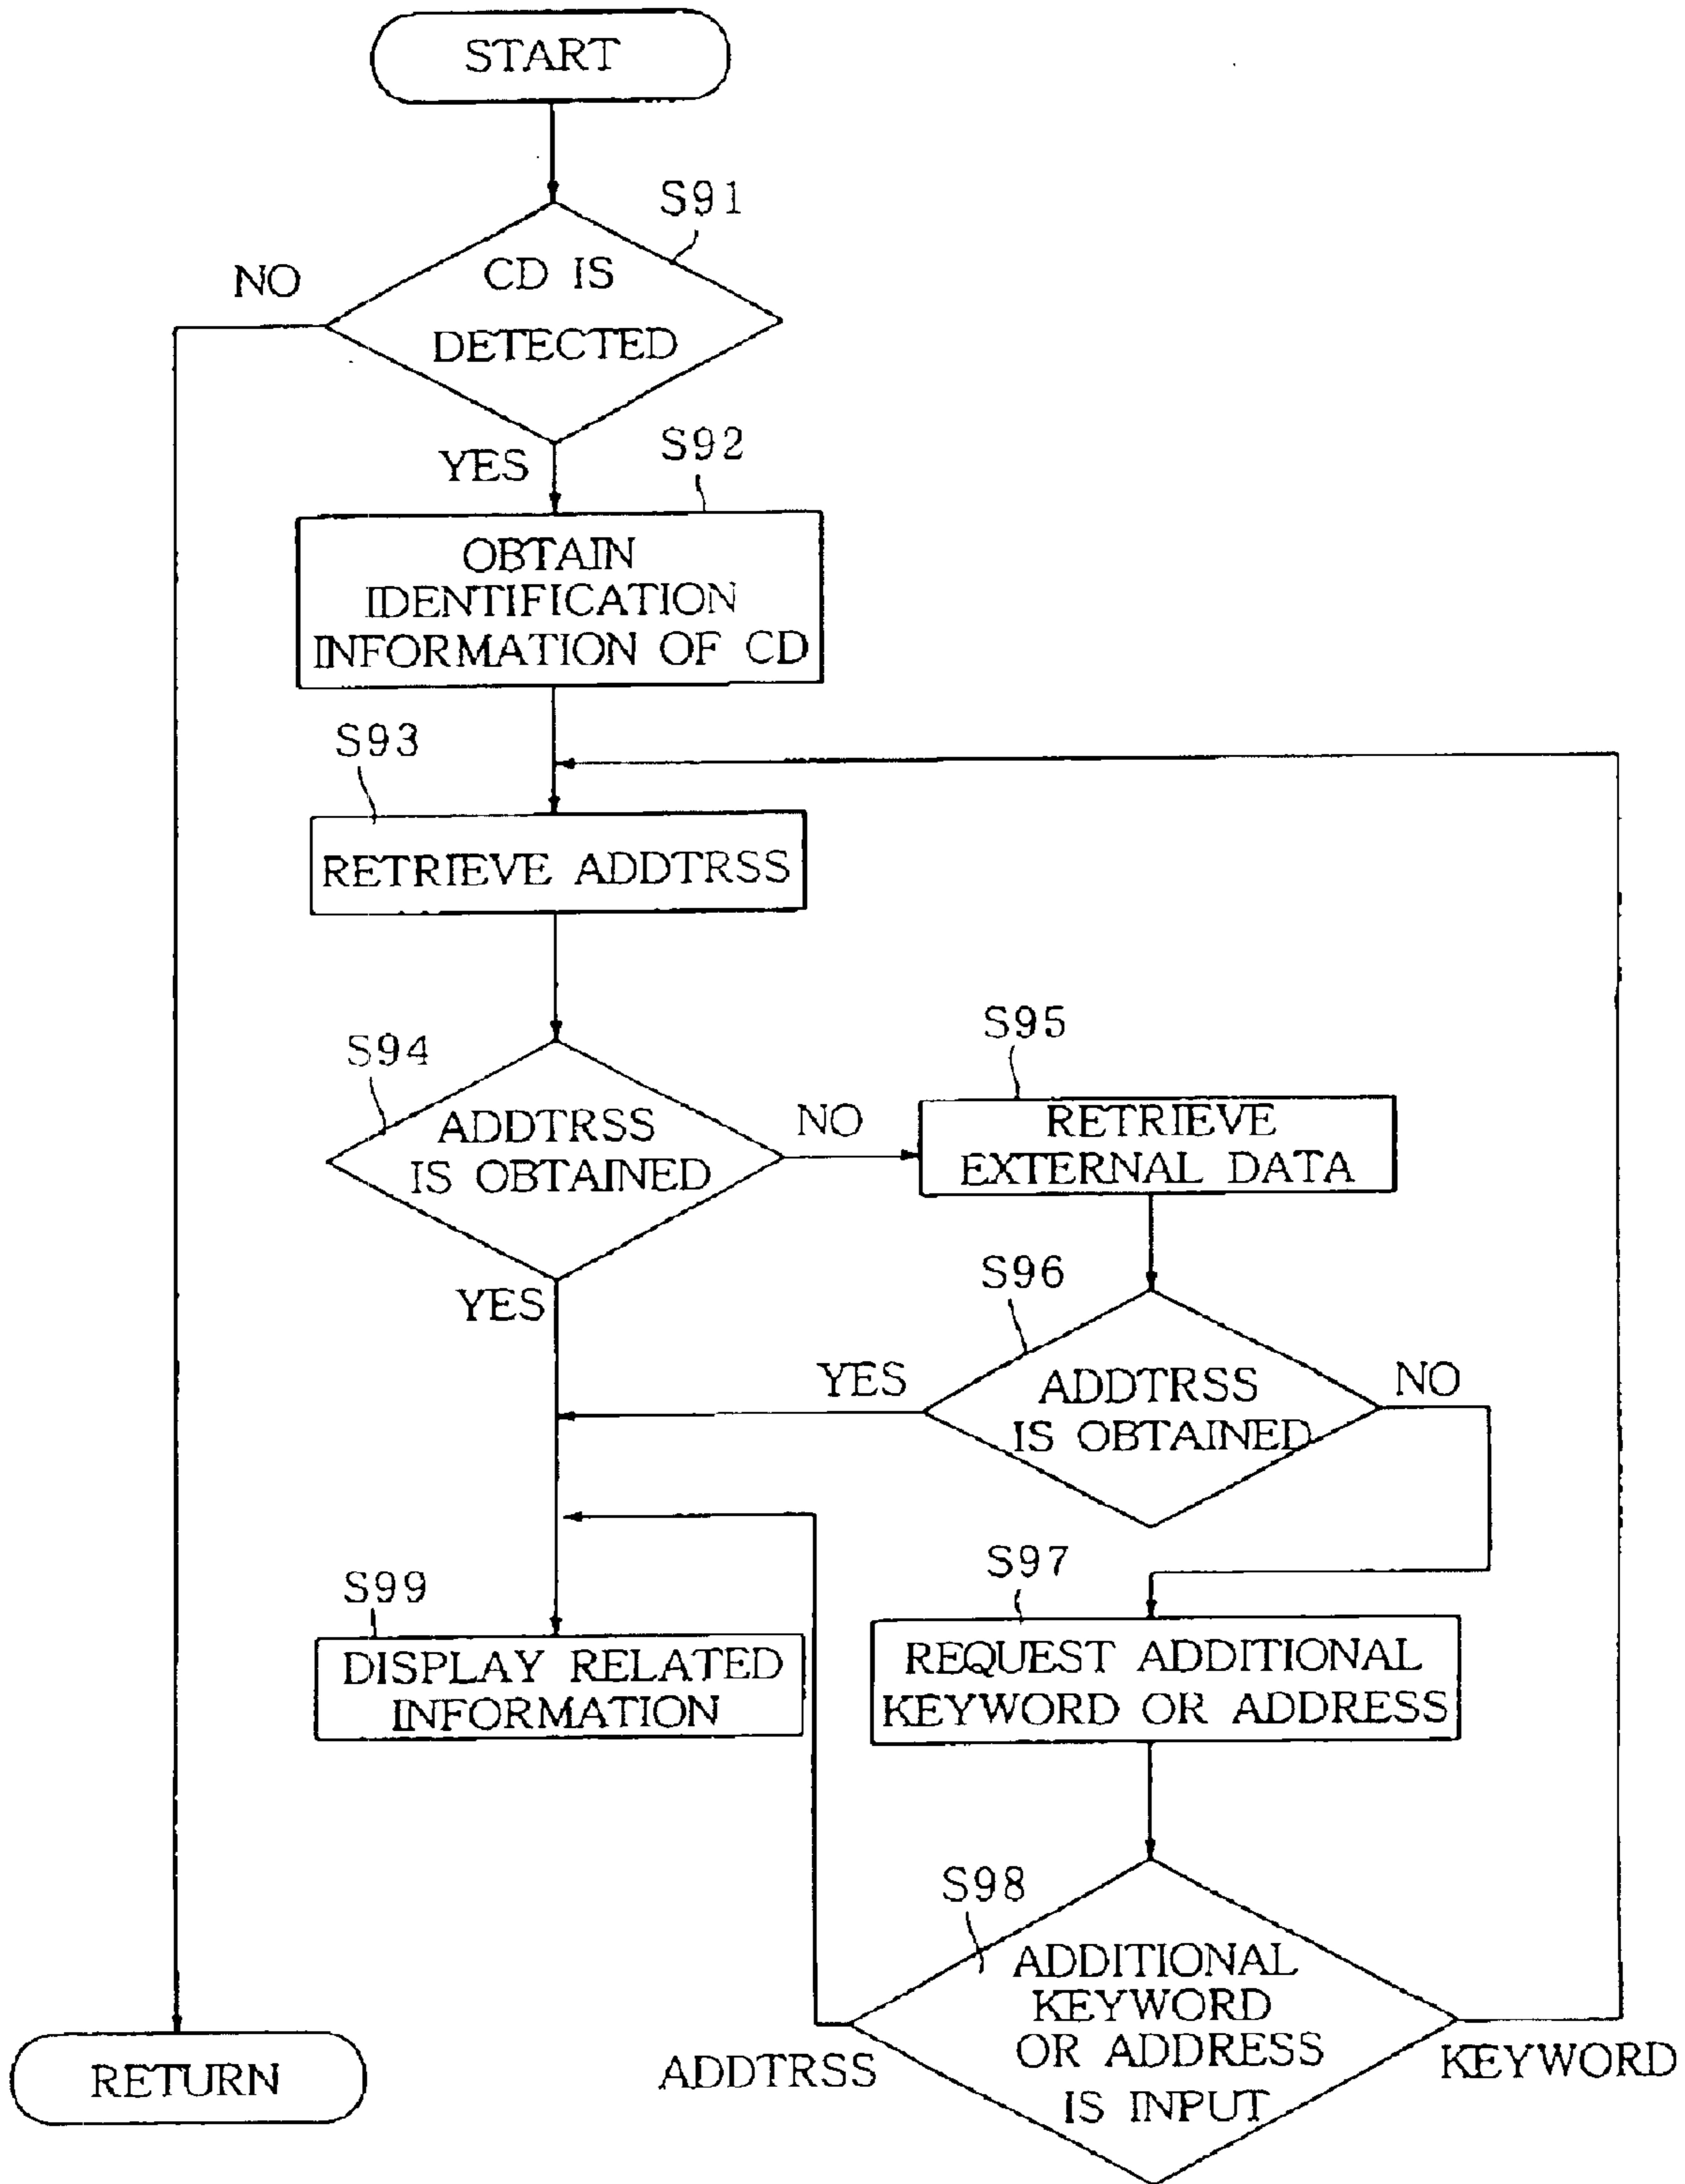 START
S91
NO
CD IS
DETECTED
YES
S92
OBTAIN
IDENTIFICATION
INFORMATION OF CD
S93
RETRIEVE ADDTRSS
S94
ADDTRSS
IS OBTAINED
NO
S95
RETRIEVE
EXTERNAL DATA
YES
S96
YES
ADDTRSS
IS OBTAINED
NO
S97
REQUEST ADDITIONAL
KEYWORD OR ADDRESS
S99
DISPLAY RELATED
INFORMATION
S98
ADDITIONAL
KEYWORD
OR ADDRESS
IS INPUT
ADDTRSS
KEYWORD
RETURN